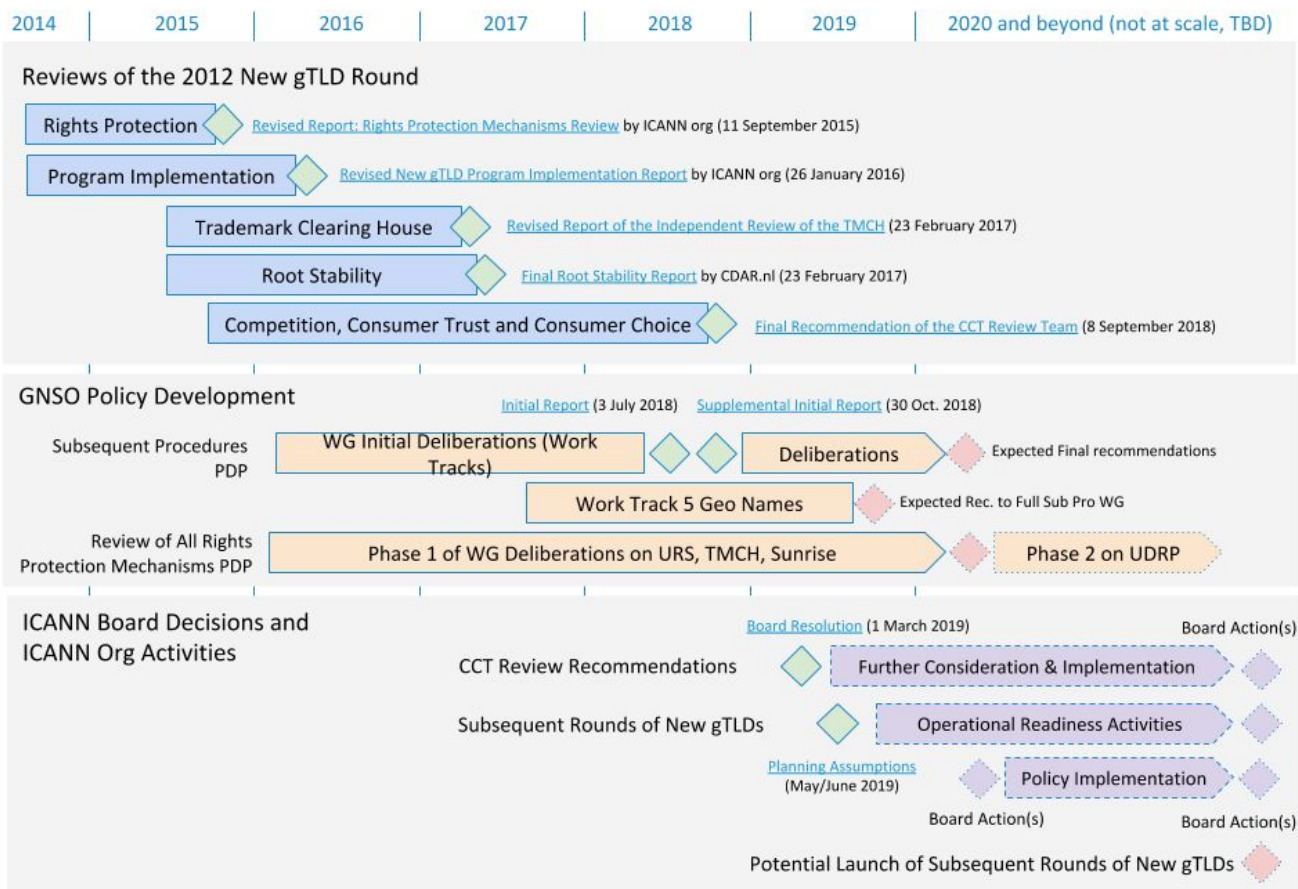 2014 2015 2016 2017 2018 2019 2020 and beyond (not at scale, TBD)
Reviews of the 2012 New gTLD Round
Rights Protection Revised Report: Rights Protection Mechanisms Review by ICANN org (11 September 2015)
Program Implementation Revised New gTLD Program Implementation Report by ICANN org (26 January 2016)
Trademark Clearing House Revised Report of the Independent Review of the TMCH (23 February 2017)
Root Stability Final Root Stability Report by CDAR.nl (23 February 2017)
Competition, Consumer Trust and Consumer Choice Final Recommendation of the CCT Review Team (8 September 2018)
GNSO Policy Development
Initial Report (3 July 2018) Supplemental Initial Report (30 Oct. 2018)
Subsequent Procedures
PDP
WG Initial Deliberations (Work
Tracks)
Deliberations Expected Final recommendations
Work Track 5 Geo Names Expected Rec. to Full Sub Pro WG
Review of All Rights
Protection Mechanisms PDP
Phase 1 of WG Deliberations on URS, TMCH, Sunrise Phase 2 on UDRP
ICANN Board Decisions and
ICANN Org Activities
Board Resolution (1 March 2019) Board Action(s)
CCT Review Recommendations Further Consideration & Implementation
Subsequent Rounds of New gTLDs Operational Readiness Activities
Planning Assumptions
(May/June 2019)
Policy Implementation
Board Action(s) Board Action(s)
Potential Launch of Subsequent Rounds of New gTLDs